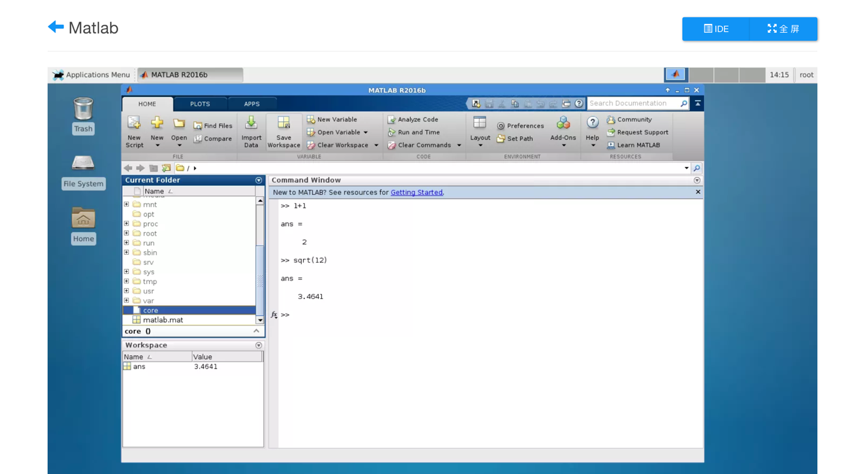 Matlab
IDE
全 屏
Applications Menu
MATLAB R2016b
14:15
root
MATLAB R2016b
Trash
File System
Home
HOME
PLOTS
APPS
Search Documentation
New Script
New
Open
Find Files
Compare
FILE
Import Data
Save Workspace
New Variable
Open Variable
Clear Workspace
VARIABLE
Analyze Code
Run and Time
Clear Commands
CODE
Layout
Preferences
Set Path
Add-Ons
ENVIRONMENT
Help
Community
Request Support
Learn MATLAB
RESOURCES
/
Current Folder
Name
mnt
opt
proc
root
run
sbin
srv
sys
tmp
usr
var
core
matlab.mat
core ()
Workspace
Name
Value
ans
3.4641
Command Window
New to MATLAB? See resources for Getting Started.
>> 1+1
ans =
2
>> sqrt(12)
ans =
3.4641
fx >>